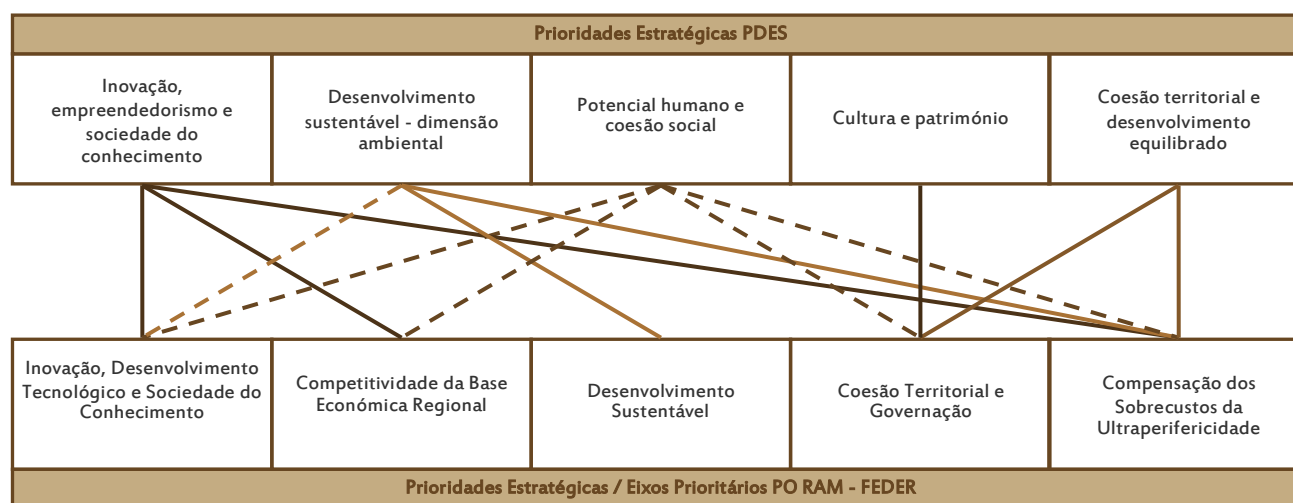 Prioridades Estratégicas PDES
Inovação,
empreendedorismo e
sociedade do
conhecimento
Desenvolvimento
sustentável - dimensão
ambiental
Potencial humano e
coesão social
Cultura e património
Coesão territorial e
desenvolvimento
equilibrado
Inovação, Desenvolvimento
Tecnológico e Sociedade do
Conhecimento
Competitividade da Base
Económica Regional
Desenvolvimento
Sustentável
Coesão Territorial e
Governação
Compensação dos
Sobrecustos da
Ultraperifericidade
Prioridades Estratégicas / Eixos Prioritários PO RAM - FEDER